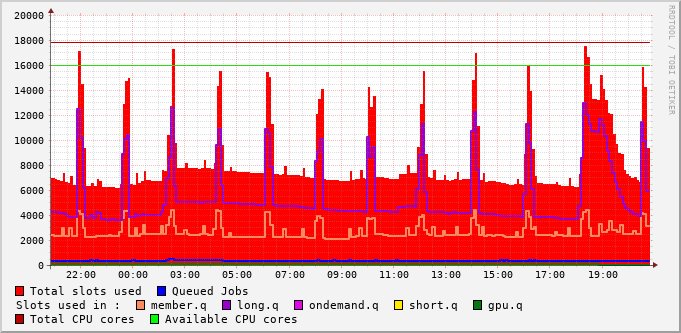 20000
18000
16000
14000
12000
10000
8000
6000
4000
2000
0
22:00 00:00 03:00 05:00 07:00 09:00 11:00 13:00 15:00 17:00 19:00
RRDTOOL / TOBI OETIKER
Total slots used Queued Jobs
Slots used in : member.q long.q ondemand.q short.q gpu.q
Total CPU cores Available CPU cores